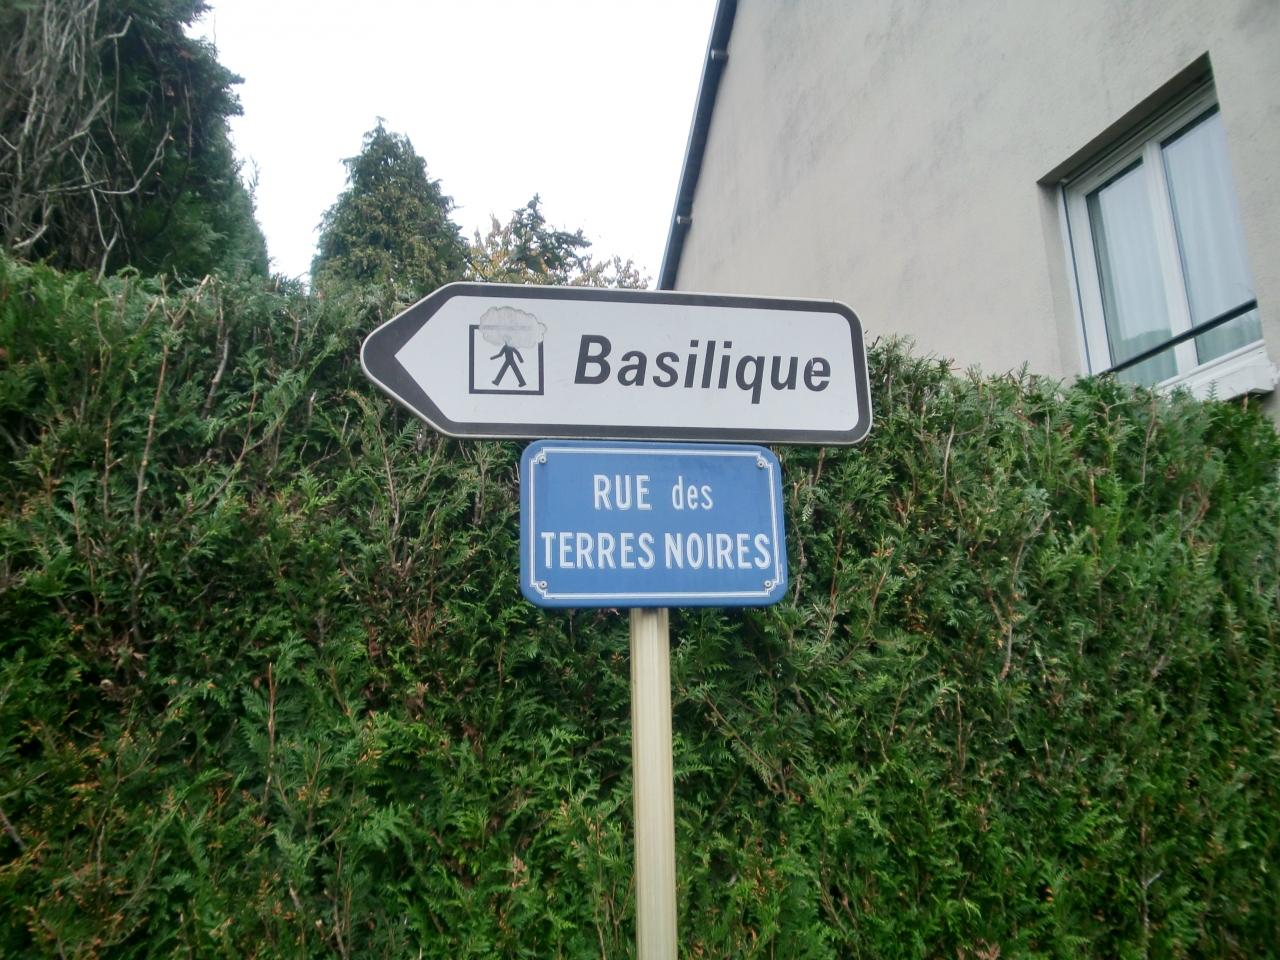 Basilique
RUE des
TERRES NOIRES